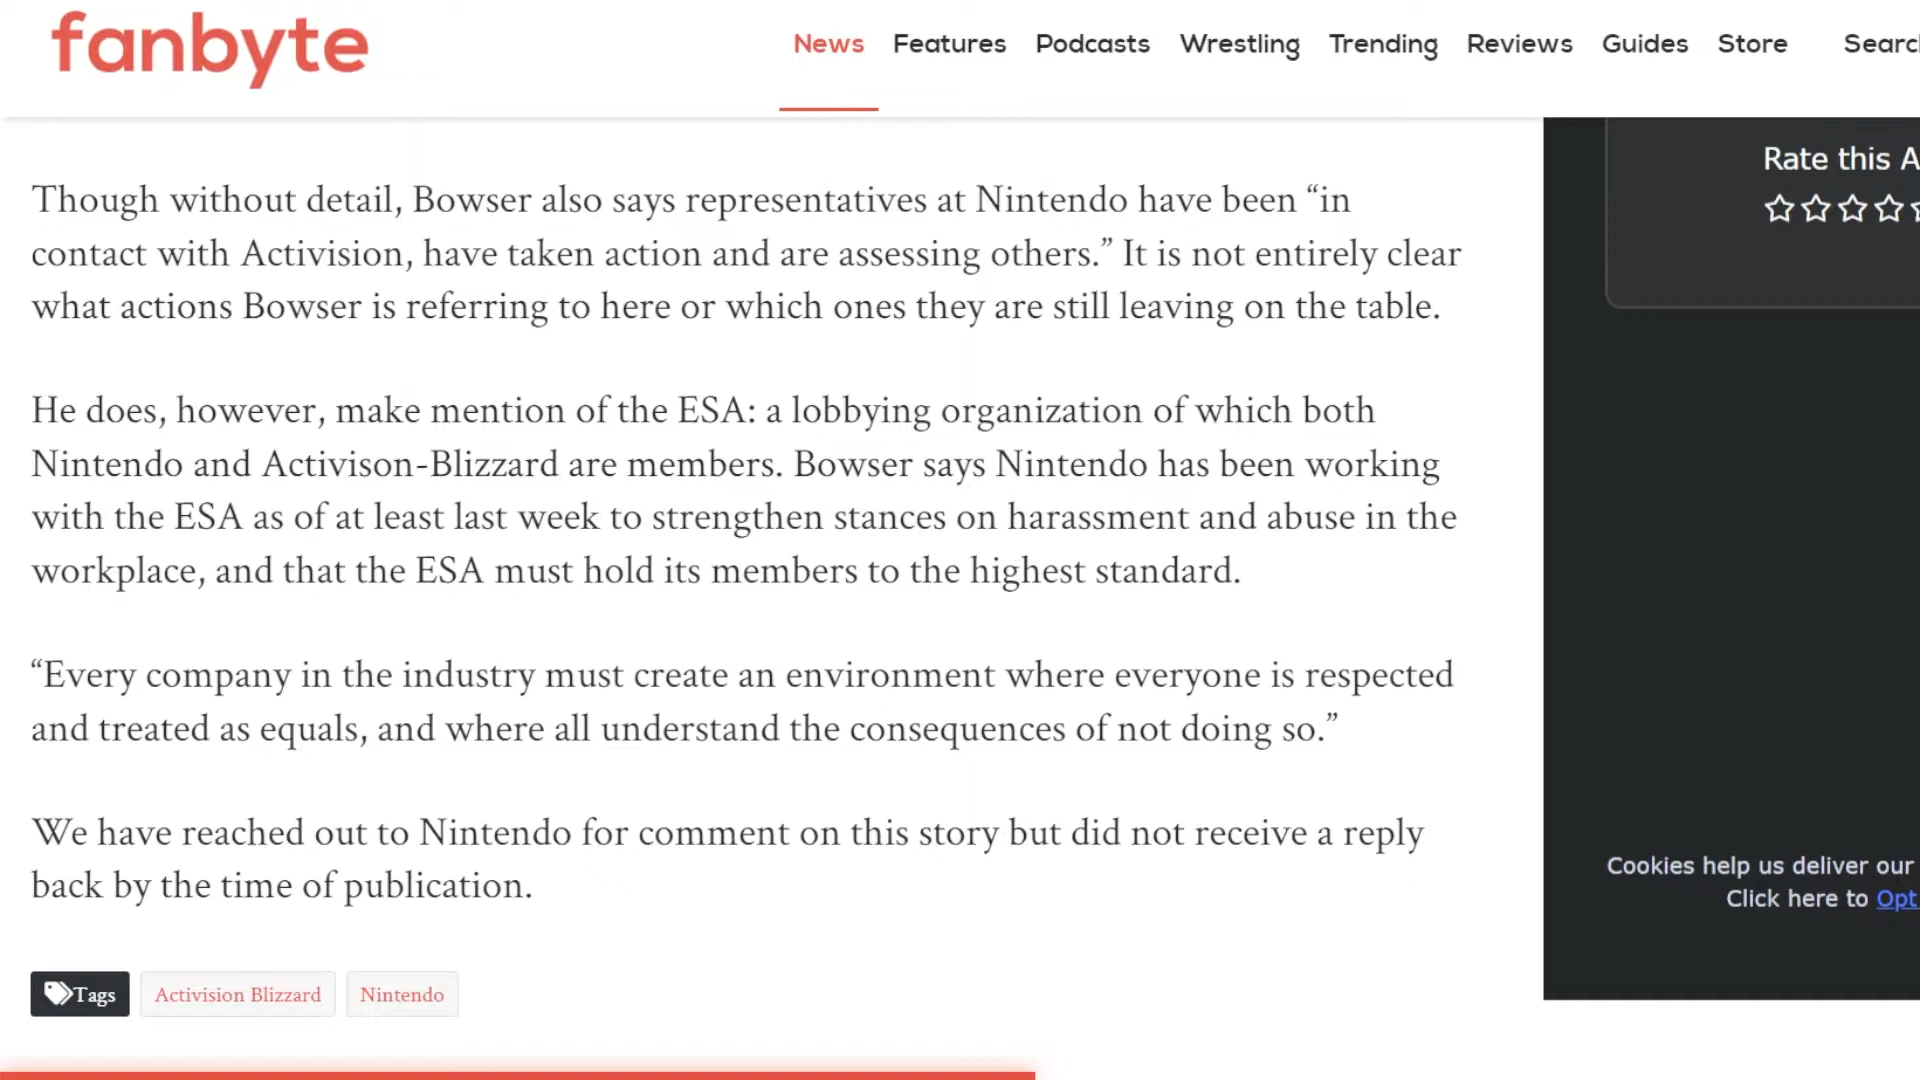 fanbyte
News Features Podcasts Wrestling Trending Reviews Guides Store Searc
Rate this A
Though without detail, Bowser also says representatives at Nintendo have been “in
contact with Activision, have taken action and are assessing others.” It is not entirely clear
what actions Bowser is referring to here or which ones they are still leaving on the table.
He does, however, make mention of the ESA: a lobbying organization of which both
Nintendo and Activison-Blizzard are members. Bowser says Nintendo has been working
with the ESA as of at least last week to strengthen stances on harassment and abuse in the
workplace, and that the ESA must hold its members to the highest standard.
“Every company in the industry must create an environment where everyone is respected
and treated as equals, and where all understand the consequences of not doing so.”
We have reached out to Nintendo for comment on this story but did not receive a reply
back by the time of publication.
Cookies help us deliver our
Click here to Opt
Tags Activision Blizzard Nintendo